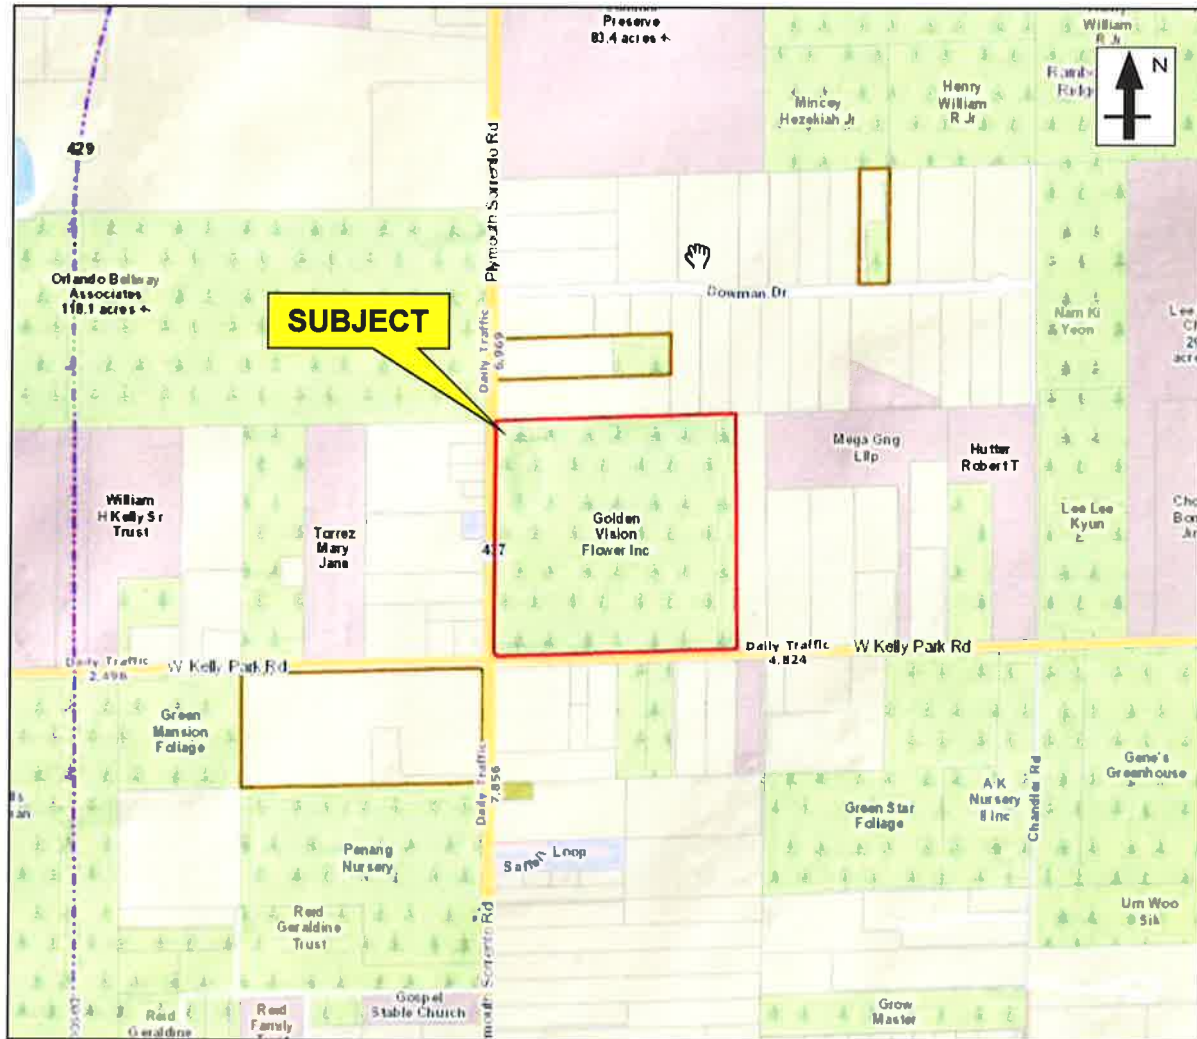 Preserve
83.4 acres +-
William
R Jr
N
Mincey
Hezekiah Jr
Henry
William
R Jr
429
Plymouth Sorrento Rd
Orlando Beltway
Associates
118.1 acres +-
SUBJECT
Daily Traffic
6,969
Dowman Dr
Nam Ki
Yeon
Lee
William
H Kelly Sr
Trust
Torrez
Mary
Jane
437
Golden
Vision
Flower Inc
Mega Gng
Lllp
Hutter
Robert T
Lee Lee
Kyun
Daily Traffic
2,496
W Kelly Park Rd
Daily Traffic
4,824
W Kelly Park Rd
Green
Mansion
Foliage
Daily Traffic
7,856
Green Star
Foliage
A K
Nursery
II Inc
Chandler Rd
Gene's
Greenhouse
Penang
Nursery
Loop
Reid
Geraldine
Trust
Um Woo
Sik
mouth Sorrento Rd
Reid
Geraldine
Reid
Family
Gospel
Stable Church
Grow
Master